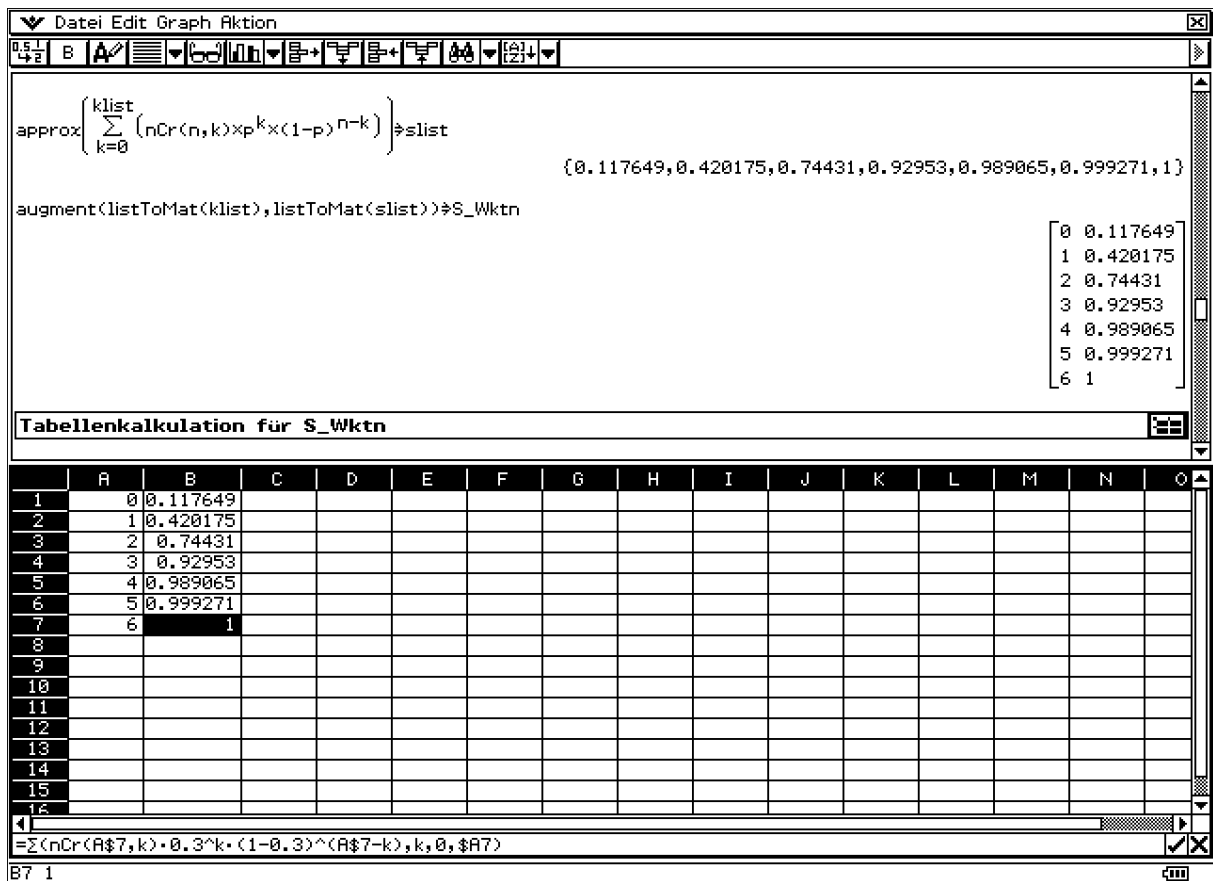 Datei Edit Graph Aktion
B
approx(∑(nCr(n,k)×p^k×(1-p)^n-k))⇒slist
klist
k=0
{0.117649,0.420175,0.74431,0.92953,0.989065,0.999271,1}
augment(listToMat(klist),listToMat(slist))⇒S_Wktn
0 0.117649
1 0.420175
2 0.74431
3 0.92953
4 0.989065
5 0.999271
6 1
Tabellenkalkulation für S_Wktn
A B C D E F G H I J K L M N O
1 0 0.117649
2 1 0.420175
3 2 0.74431
4 3 0.92953
5 4 0.989065
6 5 0.999271
7 6 1
8
9
10
11
12
13
14
15
16
=∑(nCr(A$7,k)·0.3^k·(1-0.3)^(A$7-k),k,0,$A7)
B7 1